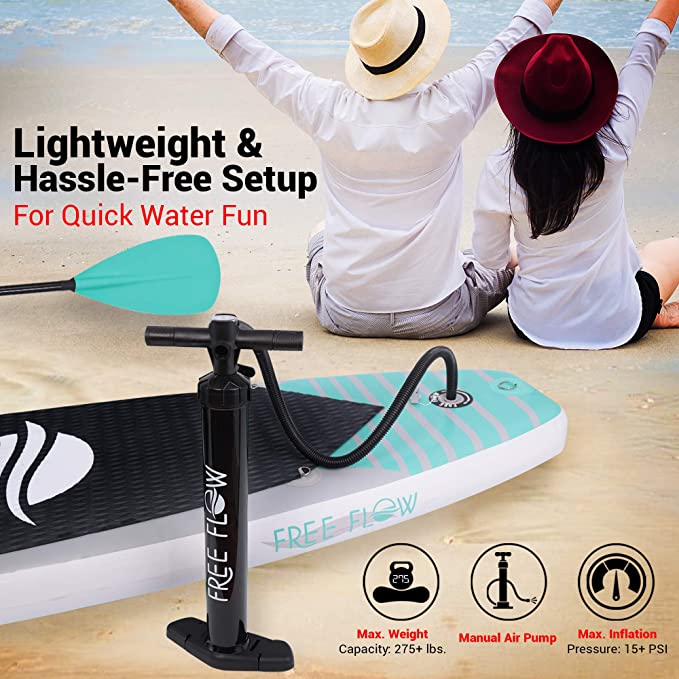 Lightweight &
Hassle-Free Setup
For Quick Water Fun
FREE FLOW
FREE FLOW
275
Max. Weight
Capacity: 275+ lbs.
Manual Air Pump
Max. Inflation
Pressure: 15+ PSI